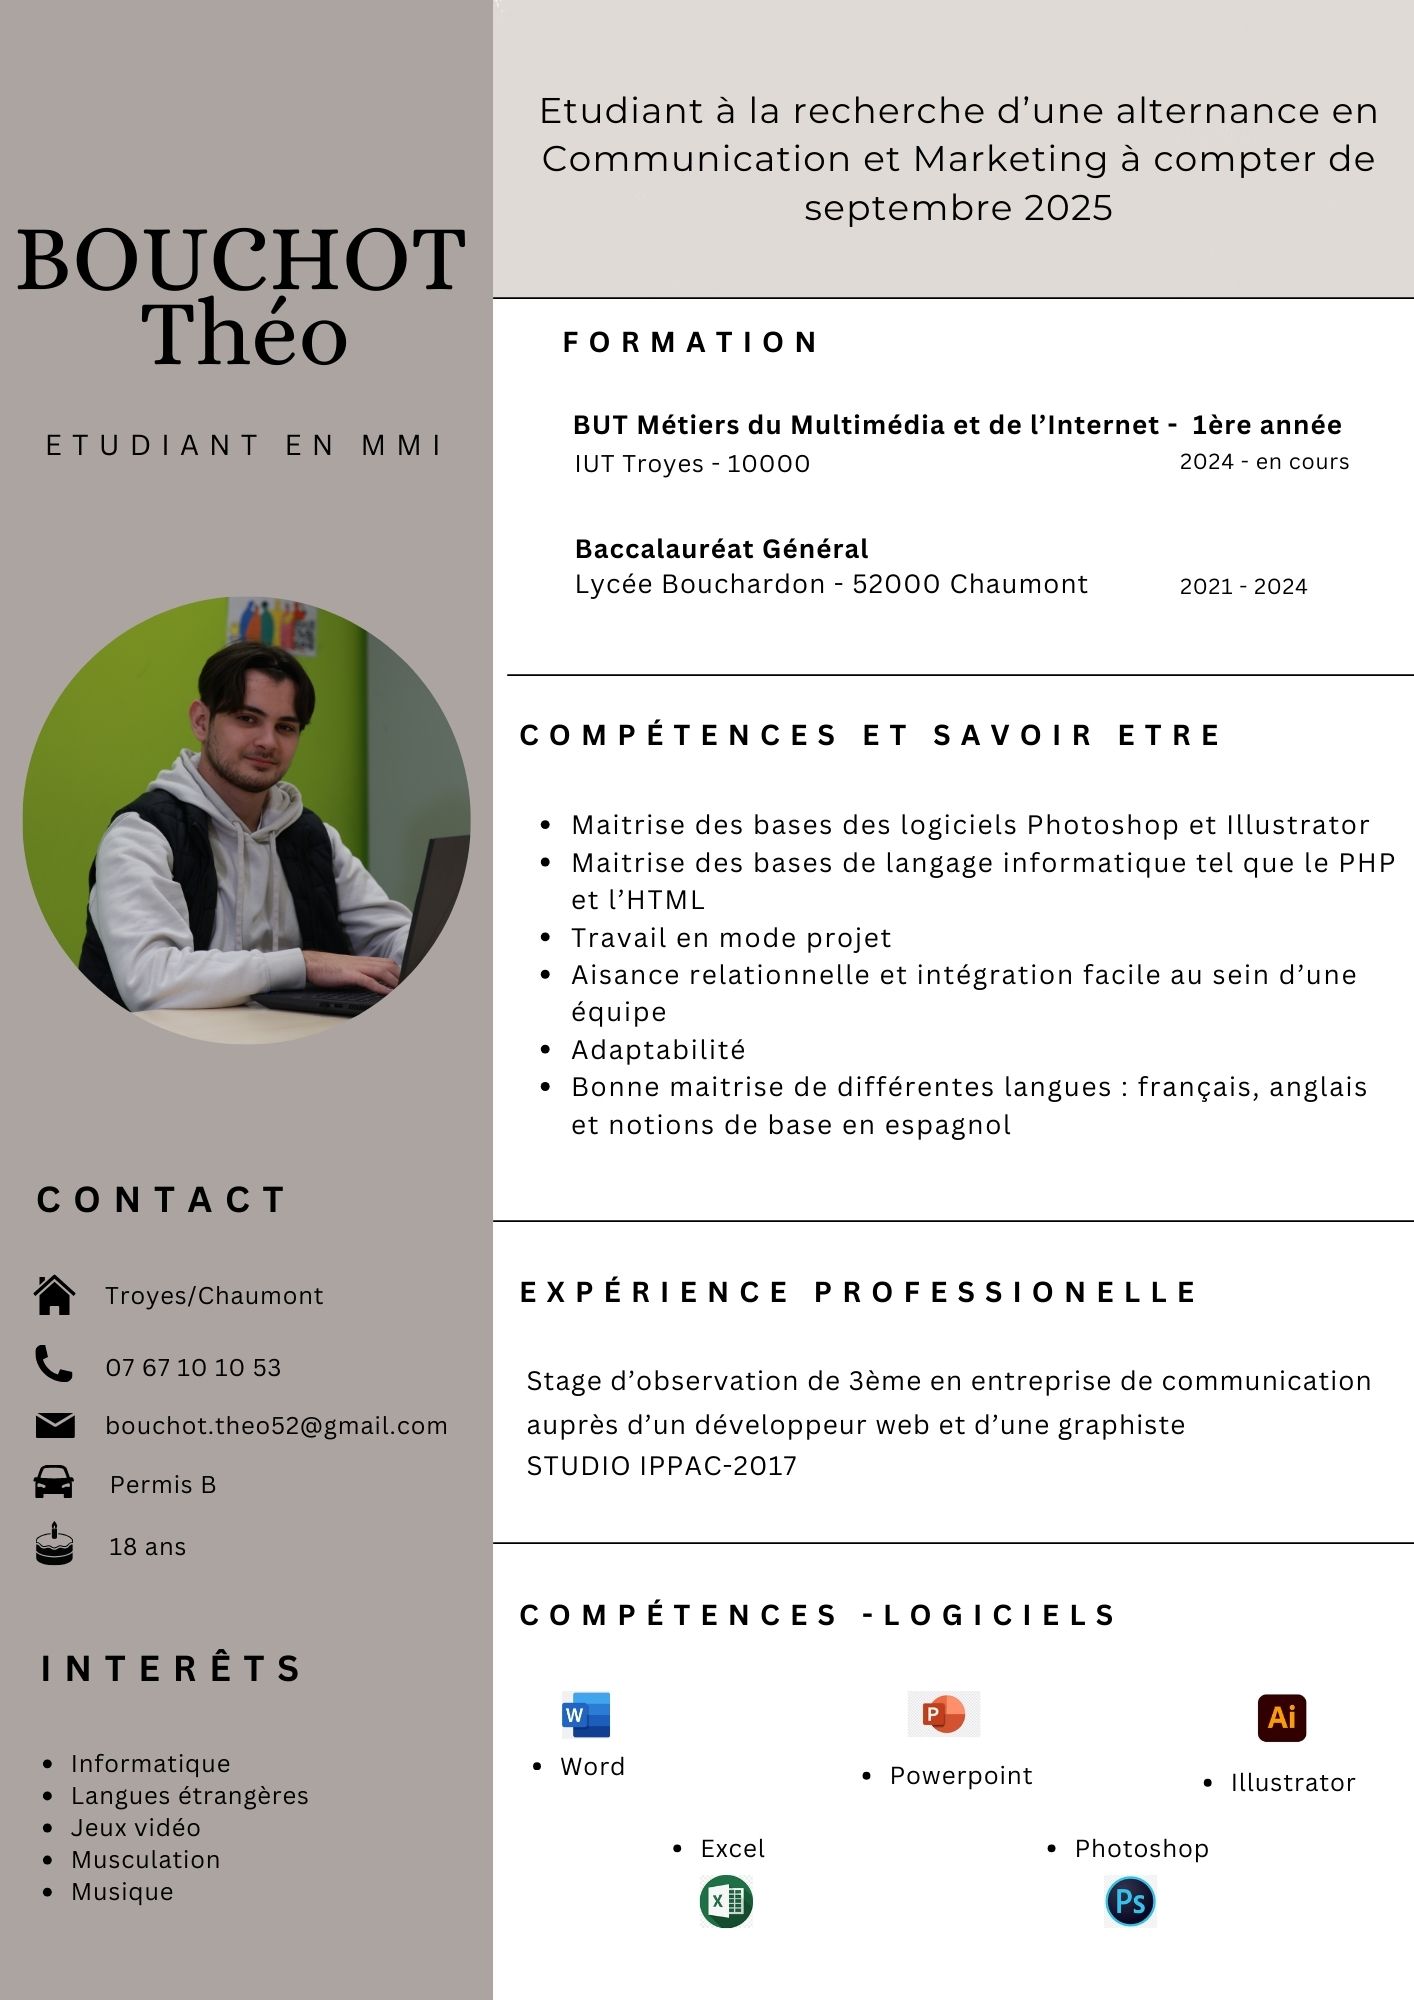 BOUCHOT
Théo
ETUDIANT EN MMI
CONTACT
Troyes/Chaumont
07 67 10 10 53
bouchot.theo52@gmail.com
Permis B
18 ans
INTERÊTS
• Informatique
• Langues étrangères
• Jeux vidéo
• Musculation
• Musique
Etudiant à la recherche d'une alternance en
Communication et Marketing à compter de
septembre 2025
FORMATION
BUT Métiers du Multimédia et de l'Internet - 1ère année
IUT Troyes - 10000 2024 - en cours
Baccalauréat Général
Lycée Bouchardon - 52000 Chaumont 2021 - 2024
COMPÉTENCES ET SAVOIR ETRE
• Maitrise des bases des logiciels Photoshop et Illustrator
• Maitrise des bases de langage informatique tel que le PHP
et l'HTML
• Travail en mode projet
• Aisance relationnelle et intégration facile au sein d'une
équipe
• Adaptabilité
• Bonne maitrise de différentes langues : français, anglais
et notions de base en espagnol
EXPÉRIENCE PROFESSIONELLE
Stage d'observation de 3ème en entreprise de communication
auprès d'un développeur web et d'une graphiste
STUDIO IPPAC-2017
COMPÉTENCES -LOGICIELS
W P Ai
• Word • Powerpoint • Illustrator
• Excel • Photoshop
X Ps